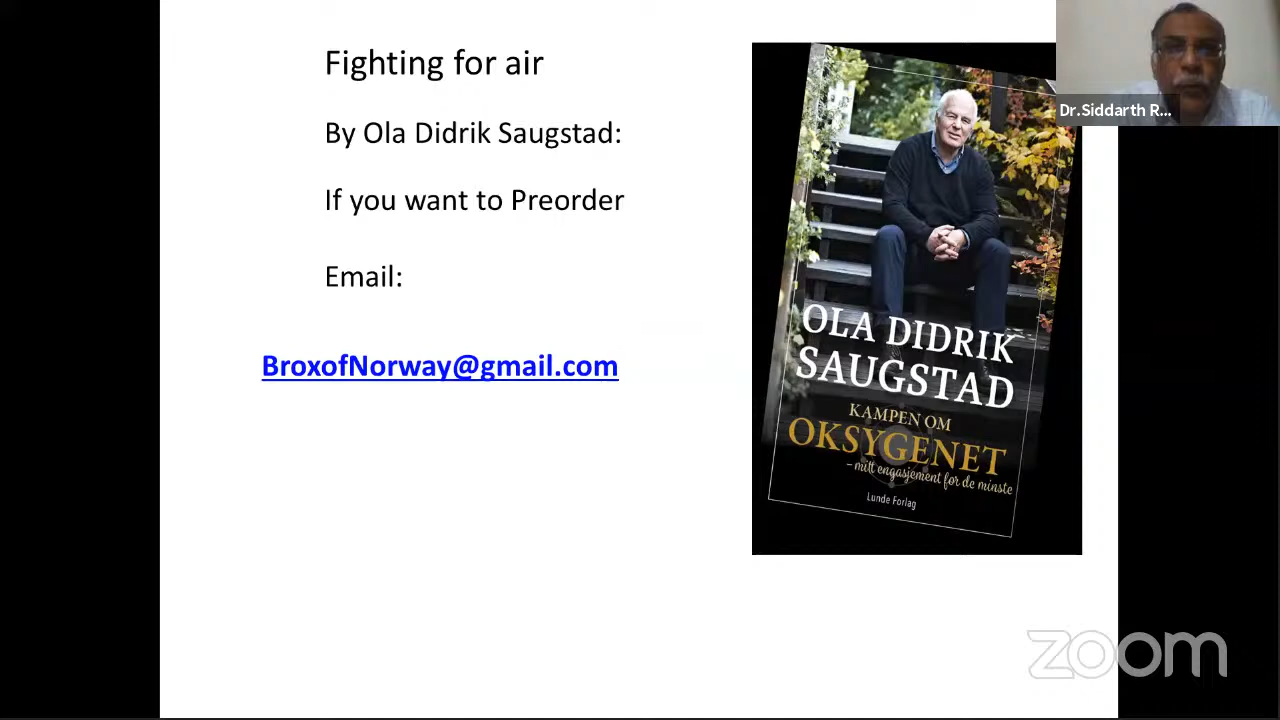 Fighting for air
By Ola Didrik Saugstad:
If you want to Preorder
Email:
BroxofNorway@gmail.com
Dr.Siddarth R...
OLA DIDRIK
SAUGSTAD
KAMPEN OM
OKSYGENET
– mitt engasjement for de minste
Lunde Forlag
zoom